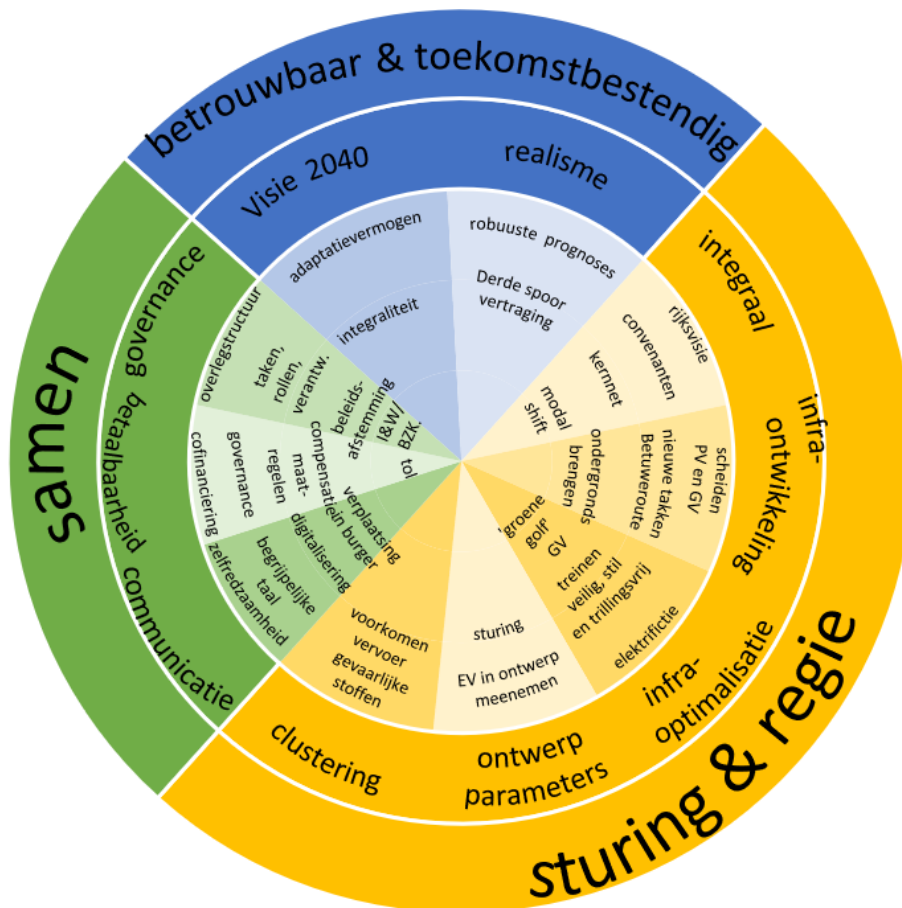 betrouwbaar & toekomstbestendig
Visie 2040
realisme
adaptatievermogen
integraliteit
robuuste prognoses
Derde spoor
vertraging
sturing & regie
integraal
rijksvisie
convenanten
kernnet
modal
shift
infra-
ontwikkeling
scheiden
PV en GV
nieuwe takken
Betuweroute
ondergronds
brengen
infra-
optimalisatie
'groene
golf'
GV
treinen
veilig, stil
en trillingsvrij
elektrifictie
ontwerp
parameters
sturing
EV in ontwerp
meenemen
clustering
voorkomen
vervoer
gevaarlijke
stoffen
samen
communicatie
verplaatsing
in burger
digitalisering
begrijpelijke
taal
zelfredzaamheid
betaalbaarheid
tol
compensatie
maat-
regelen
governance
cofinanciering
governance
overlegstructuur
taken,
rollen,
verantw.
beleids-
afstemming
I&W/
BZK.